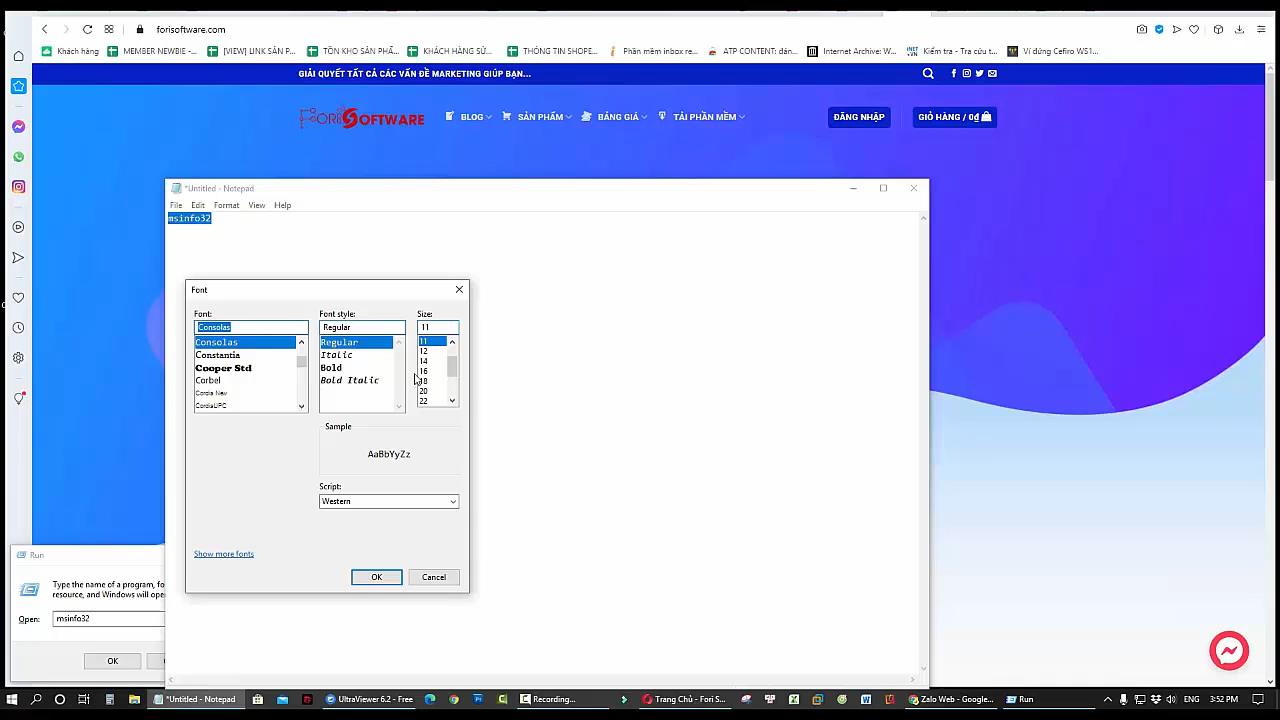 forisoftware.com
Khách hàng
MEMBER NEWBIE -...
[VIEW] LINK SẢN P...
TỒN KHO SẢN PHẨ...
KHÁCH HÀNG SỬ...
THÔNG TIN SHOPE...
Phần mềm inbox re...
ATP CONTENT: dán...
Internet Archive: W...
Kiểm tra - Tra cứu t...
Ví dứng Cefiro WS1...
GIẢI QUYẾT TẤT CẢ CÁC VẤN ĐỀ MARKETING GIÚP BẠN...
FORISOFTWARE
BLOG
SẢN PHẨM
BẢNG GIÁ
TẢI PHẦN MỀM
ĐĂNG NHẬP
GIỎ HÀNG / 0₫
*Untitled - Notepad
File Edit Format View Help
msinfo32
Font
Font: Font style: Size:
Consolas Regular 11
Consolas
Constantia
Cooper Std
Corbel
Cordia New
CordiaUPC
Regular
Italic
Bold
Bold Italic
11
12
14
16
18
20
22
Sample
AaBbYyZz
Script:
Western
Show more fonts
OK Cancel
Run
Type the name of a program, fo
resource, and Windows will ope
Open: msinfo32
OK
*Untitled - Notepad
UltraViewer 6.2 - Free
Recording...
Trang Chủ - Fori S...
Zalo Web - Google...
Run
ENG
3:52 PM